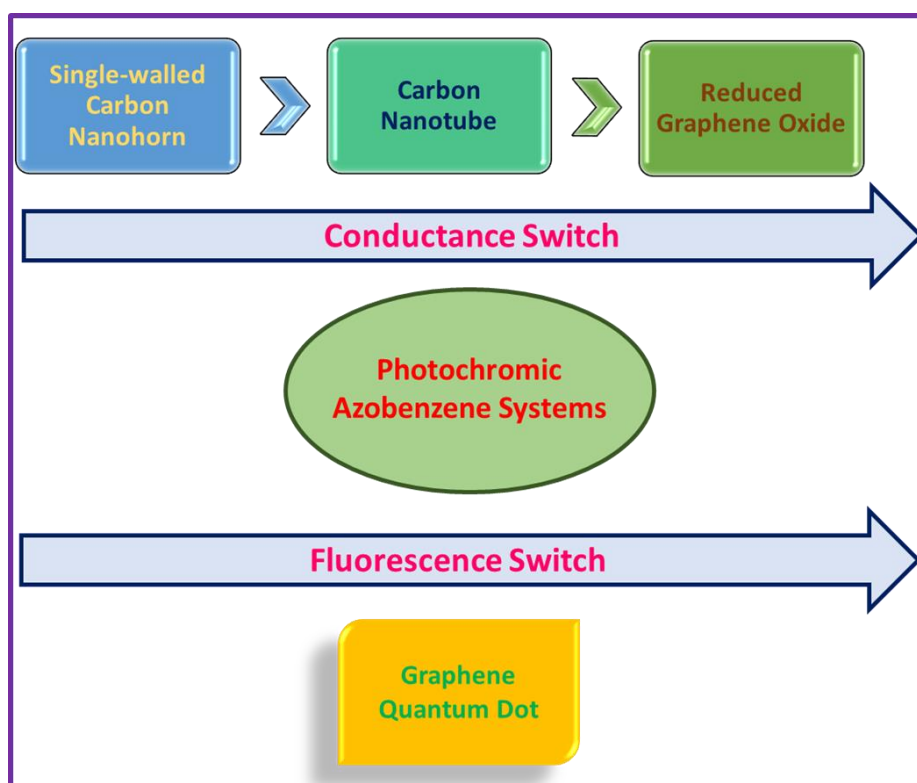 Single-walled
Carbon
Nanohorn
Carbon
Nanotube
Reduced
Graphene Oxide
Conductance Switch
Photochromic
Azobenzene Systems
Fluorescence Switch
Graphene
Quantum Dot